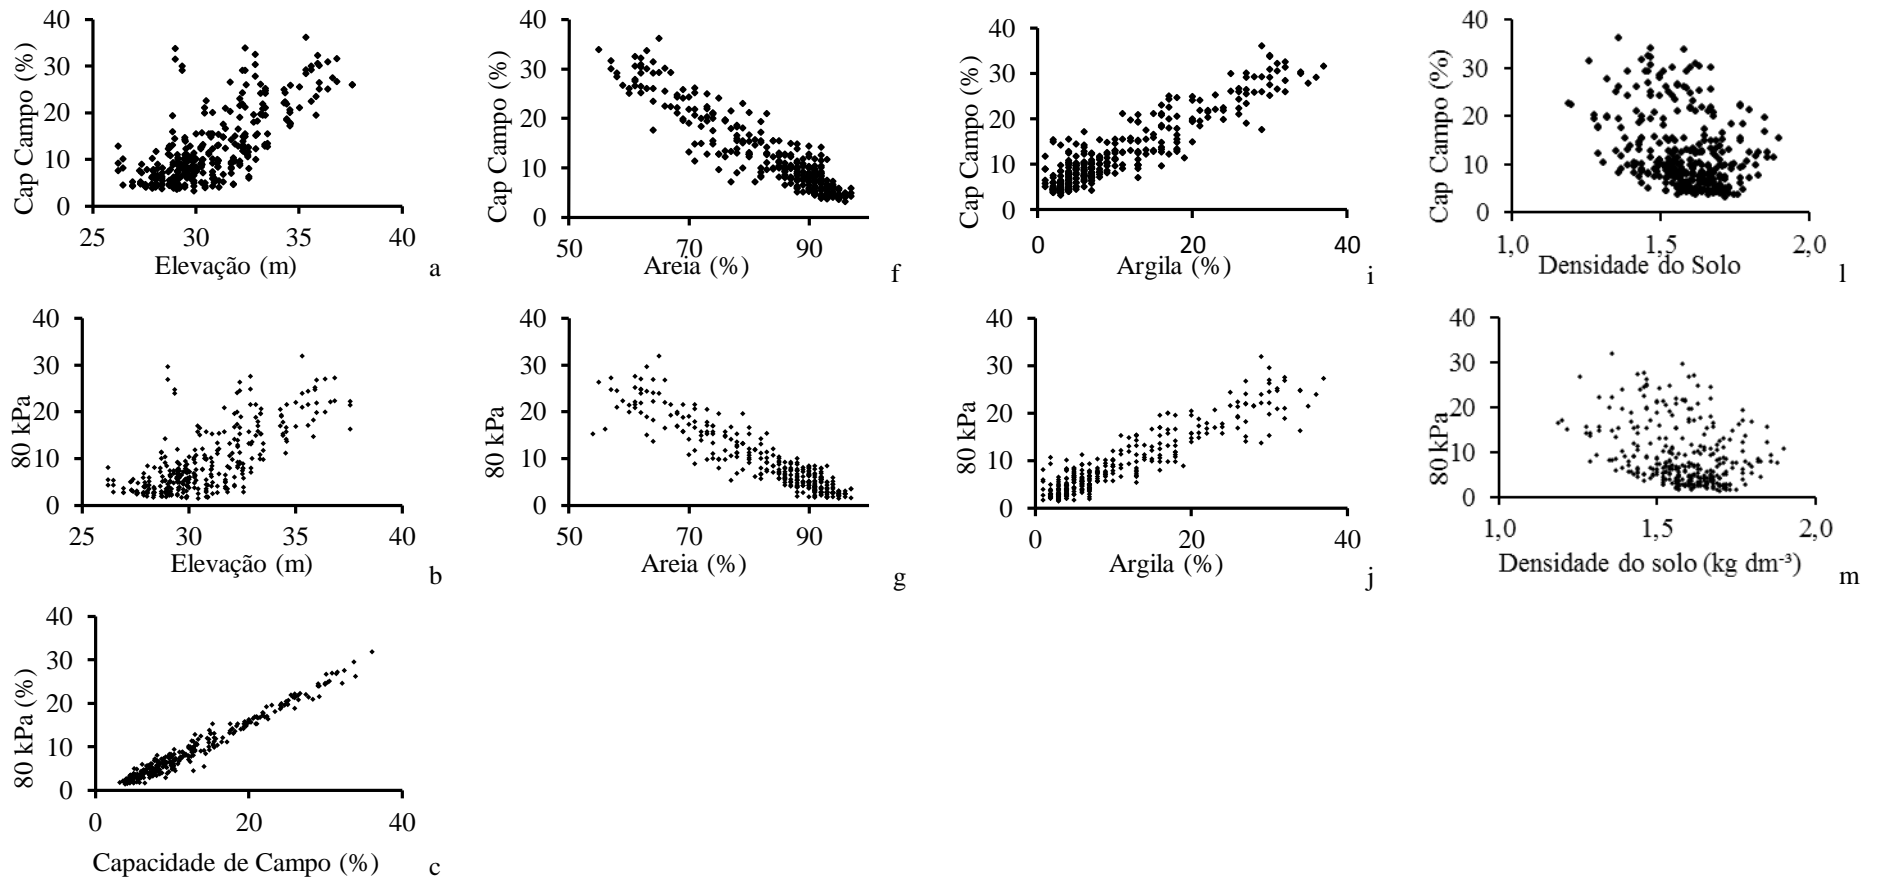 Cap Campo (%)
40
30
20
10
0
25 30 35 40
Elevação (m)
a
Cap Campo (%)
40
30
20
10
0
50 70 90
Areia (%)
f
Cap Campo (%)
40
30
20
10
0
0 20 40
Argila (%)
i
Cap Campo (%)
40
30
20
10
0
1,0 1,5 2,0
Densidade do Solo
l
80 kPa
40
30
20
10
0
25 30 35 40
Elevação (m)
b
80 kPa
40
30
20
10
0
50 70 90
Areia (%)
g
80 kPa
40
30
20
10
0
0 20 40
Argila (%)
j
80 kPa
40
30
20
10
0
1,0 1,5 2,0
Densidade do solo (kg dm⁻³)
m
80 kPa (%)
40
30
20
10
0
0 20 40
Capacidade de Campo (%)
c